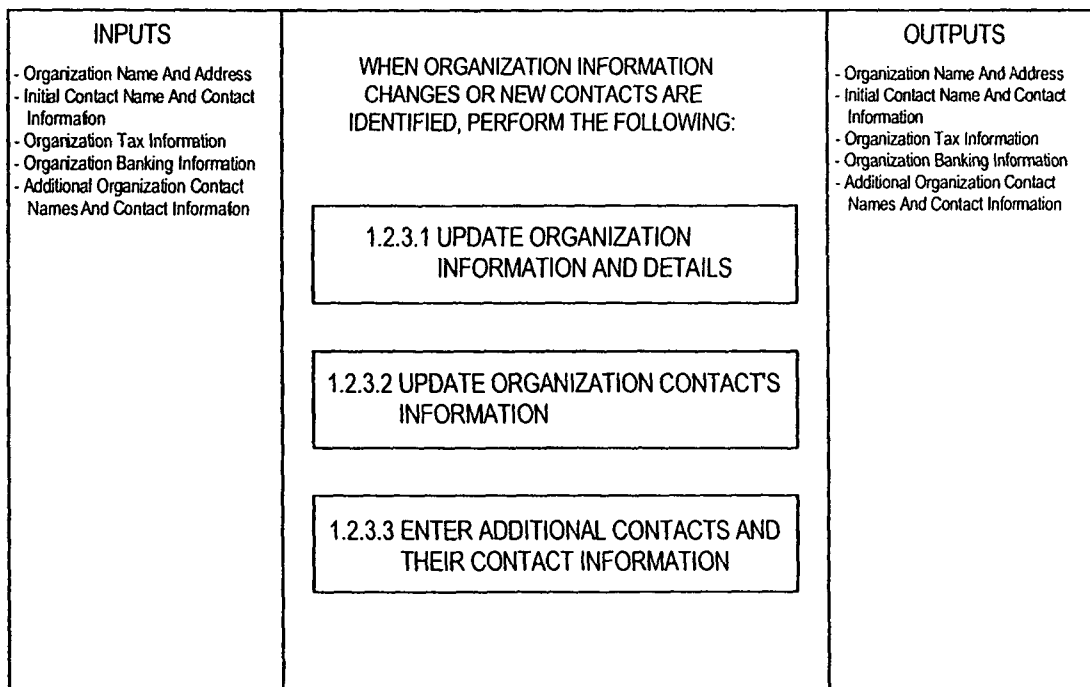 INPUTS
- Organization Name And Address
- Initial Contact Name And Contact
Information
- Organization Tax Information
- Organization Banking Information
- Additional Organization Contact
Names And Contact Information
WHEN ORGANIZATION INFORMATION
CHANGES OR NEW CONTACTS ARE
IDENTIFIED, PERFORM THE FOLLOWING:
1.2.3.1 UPDATE ORGANIZATION
INFORMATION AND DETAILS
1.2.3.2 UPDATE ORGANIZATION CONTACT'S
INFORMATION
1.2.3.3 ENTER ADDITIONAL CONTACTS AND
THEIR CONTACT INFORMATION
OUTPUTS
- Organization Name And Address
- Initial Contact Name And Contact
Information
- Organization Tax Information
- Organization Banking Information
- Additional Organization Contact
Names And Contact Information